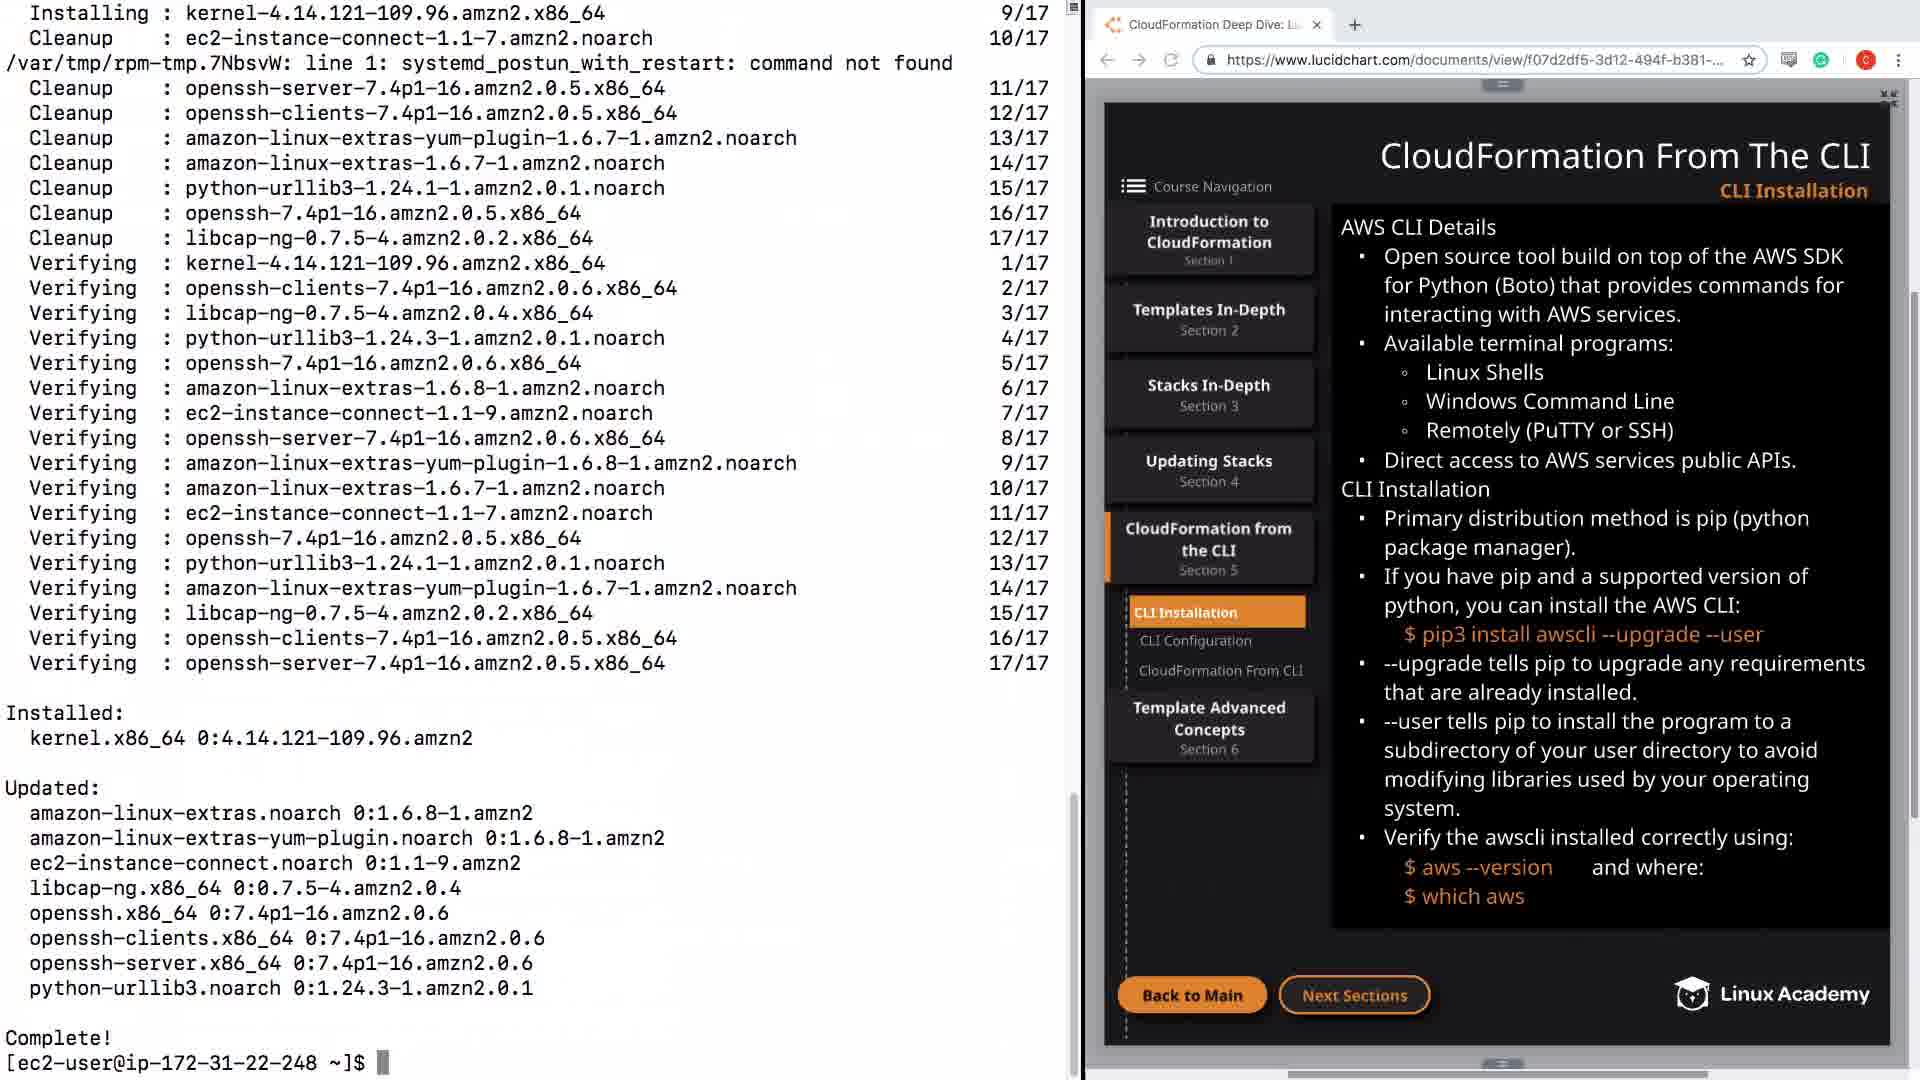 Installing : kernel-4.14.121-109.96.amzn2.x86_64 9/17
Cleanup : ec2-instance-connect-1.1-7.amzn2.noarch 10/17
/var/tmp/rpm-tmp.7NbsvW: line 1: systemd_postun_with_restart: command not found
Cleanup : openssh-server-7.4p1-16.amzn2.0.5.x86_64 11/17
Cleanup : openssh-clients-7.4p1-16.amzn2.0.5.x86_64 12/17
Cleanup : amazon-linux-extras-yum-plugin-1.6.7-1.amzn2.noarch 13/17
Cleanup : amazon-linux-extras-1.6.7-1.amzn2.noarch 14/17
Cleanup : python-urllib3-1.24.1-1.amzn2.0.1.noarch 15/17
Cleanup : openssh-7.4p1-16.amzn2.0.5.x86_64 16/17
Cleanup : libcap-ng-0.7.5-4.amzn2.0.2.x86_64 17/17
Verifying : kernel-4.14.121-109.96.amzn2.x86_64 1/17
Verifying : openssh-clients-7.4p1-16.amzn2.0.6.x86_64 2/17
Verifying : libcap-ng-0.7.5-4.amzn2.0.4.x86_64 3/17
Verifying : python-urllib3-1.24.3-1.amzn2.0.1.noarch 4/17
Verifying : openssh-7.4p1-16.amzn2.0.6.x86_64 5/17
Verifying : amazon-linux-extras-1.6.8-1.amzn2.noarch 6/17
Verifying : ec2-instance-connect-1.1-9.amzn2.noarch 7/17
Verifying : openssh-server-7.4p1-16.amzn2.0.6.x86_64 8/17
Verifying : amazon-linux-extras-yum-plugin-1.6.8-1.amzn2.noarch 9/17
Verifying : amazon-linux-extras-1.6.7-1.amzn2.noarch 10/17
Verifying : ec2-instance-connect-1.1-7.amzn2.noarch 11/17
Verifying : openssh-7.4p1-16.amzn2.0.5.x86_64 12/17
Verifying : python-urllib3-1.24.1-1.amzn2.0.1.noarch 13/17
Verifying : amazon-linux-extras-yum-plugin-1.6.7-1.amzn2.noarch 14/17
Verifying : libcap-ng-0.7.5-4.amzn2.0.2.x86_64 15/17
Verifying : openssh-clients-7.4p1-16.amzn2.0.5.x86_64 16/17
Verifying : openssh-server-7.4p1-16.amzn2.0.5.x86_64 17/17
Installed:
kernel.x86_64 0:4.14.121-109.96.amzn2
Updated:
amazon-linux-extras.noarch 0:1.6.8-1.amzn2
amazon-linux-extras-yum-plugin.noarch 0:1.6.8-1.amzn2
ec2-instance-connect.noarch 0:1.1-9.amzn2
libcap-ng.x86_64 0:0.7.5-4.amzn2.0.4
openssh.x86_64 0:7.4p1-16.amzn2.0.6
openssh-clients.x86_64 0:7.4p1-16.amzn2.0.6
openssh-server.x86_64 0:7.4p1-16.amzn2.0.6
python-urllib3.noarch 0:1.24.3-1.amzn2.0.1
Complete!
[ec2-user@ip-172-31-22-248 ~]$
CloudFormation Deep Dive: Lu
https://www.lucidchart.com/documents/view/f07d2df5-3d12-494f-b381-...
C
CloudFormation From The CLI
CLI Installation
Course Navigation
Introduction to
CloudFormation
Section 1
Templates In-Depth
Section 2
Stacks In-Depth
Section 3
Updating Stacks
Section 4
CloudFormation from
the CLI
Section 5
CLI Installation
CLI Configuration
CloudFormation From CLI
Template Advanced
Concepts
Section 6
AWS CLI Details
• Open source tool build on top of the AWS SDK
for Python (Boto) that provides commands for
interacting with AWS services.
• Available terminal programs:
◦ Linux Shells
◦ Windows Command Line
◦ Remotely (PuTTY or SSH)
• Direct access to AWS services public APIs.
CLI Installation
• Primary distribution method is pip (python
package manager).
• If you have pip and a supported version of
python, you can install the AWS CLI:
$ pip3 install awscli --upgrade --user
• --upgrade tells pip to upgrade any requirements
that are already installed.
• --user tells pip to install the program to a
subdirectory of your user directory to avoid
modifying libraries used by your operating
system.
• Verify the awscli installed correctly using:
$ aws --version and where:
$ which aws
Back to Main
Next Sections
Linux Academy